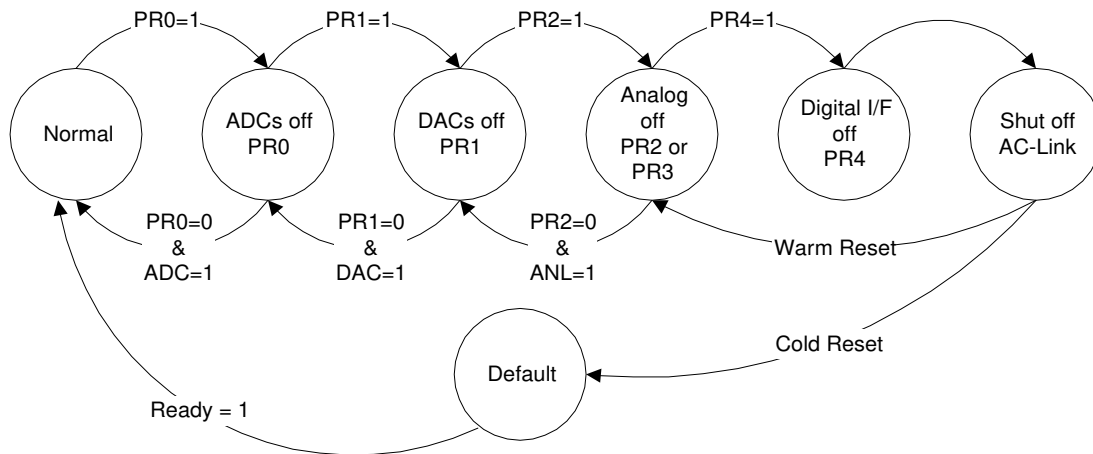 PR0=1
PR1=1
PR2=1
PR4=1
Normal
ADCs off
PR0
DACs off
PR1
Analog
off
PR2 or
PR3
Digital I/F
off
PR4
Shut off
AC-Link
PR0=0
&
ADC=1
PR1=0
&
DAC=1
PR2=0
&
ANL=1
Warm Reset
Cold Reset
Default
Ready = 1